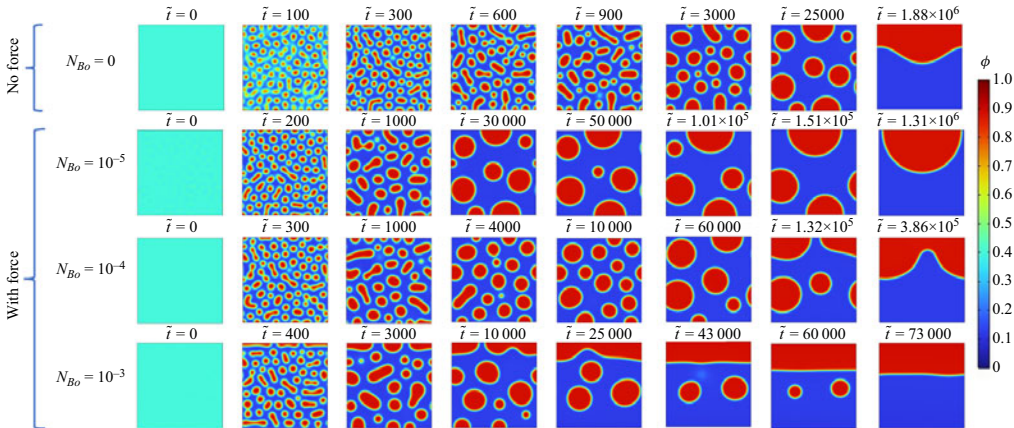 t̃ = 0 t̃ = 100 t̃ = 300 t̃ = 600 t̃ = 900 t̃ = 3000 t̃ = 25000 t̃ = 1.88×10⁶
No force
N_Bo = 0
t̃ = 0 t̃ = 200 t̃ = 1000 t̃ = 30 000 t̃ = 50 000 t̃ = 1.01×10⁵ t̃ = 1.51×10⁵ t̃ = 1.31×10⁶
N_Bo = 10⁻⁵
t̃ = 0 t̃ = 300 t̃ = 1000 t̃ = 4000 t̃ = 10 000 t̃ = 60 000 t̃ = 1.32×10⁵ t̃ = 3.86×10⁵
With force
N_Bo = 10⁻⁴
t̃ = 0 t̃ = 400 t̃ = 3000 t̃ = 10 000 t̃ = 25000 t̃ = 43 000 t̃ = 60 000 t̃ = 73 000
N_Bo = 10⁻³
ϕ
1.0
0.9
0.8
0.7
0.6
0.5
0.4
0.3
0.2
0.1
0